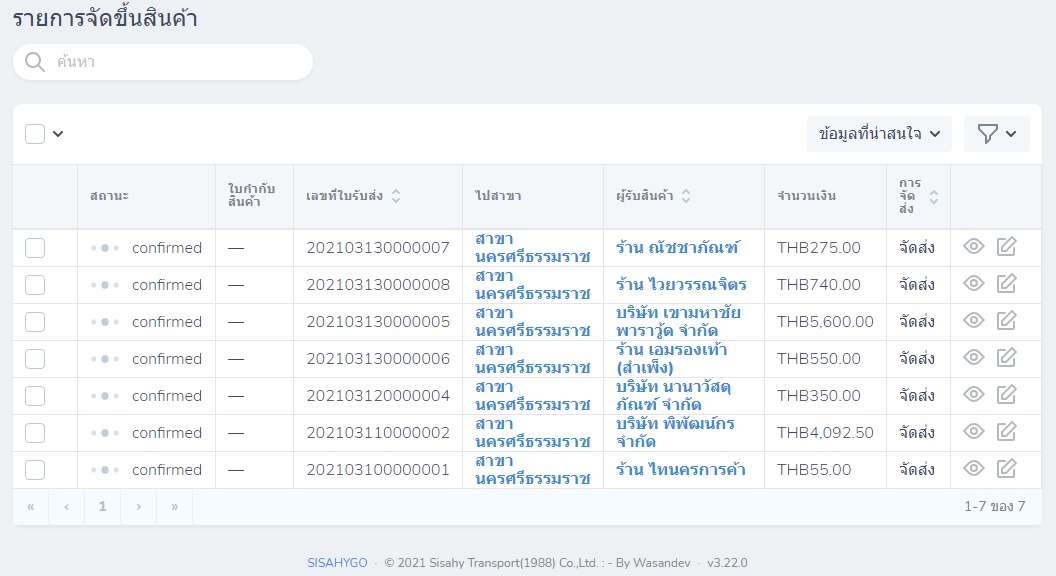 รายการจัดขึ้นสินค้า
ค้นหา
ข้อมูลที่น่าสนใจ
สถานะ ใบกำกับสินค้า เลขที่ใบรับส่ง ไปสาขา ผู้รับสินค้า จำนวนเงิน การจัดส่ง
confirmed — 202103130000007 สาขานครศรีธรรมราช ร้าน ณัชชาภัณฑ์ THB275.00 จัดส่ง
confirmed — 202103130000008 สาขานครศรีธรรมราช ร้าน ไวยวรรณจิตร THB740.00 จัดส่ง
confirmed — 202103130000005 สาขานครศรีธรรมราช บริษัท เขามหาชัยพาราวู้ด จำกัด THB5,600.00 จัดส่ง
confirmed — 202103130000006 สาขานครศรีธรรมราช ร้าน เอมรองเท้า (สำเพ็ง) THB550.00 จัดส่ง
confirmed — 202103120000004 สาขานครศรีธรรมราช บริษัท นานาวัสดุภัณฑ์ จำกัด THB350.00 จัดส่ง
confirmed — 202103110000002 สาขานครศรีธรรมราช บริษัท พิพัฒน์กร จำกัด THB4,092.50 จัดส่ง
confirmed — 202103100000001 สาขานครศรีธรรมราช ร้าน ไทนครการค้า THB55.00 จัดส่ง
« ‹ 1 › » 1-7 ของ 7
SISAHYGO · © 2021 Sisahy Transport(1988) Co.,Ltd. : - By Wasandev · v3.22.0